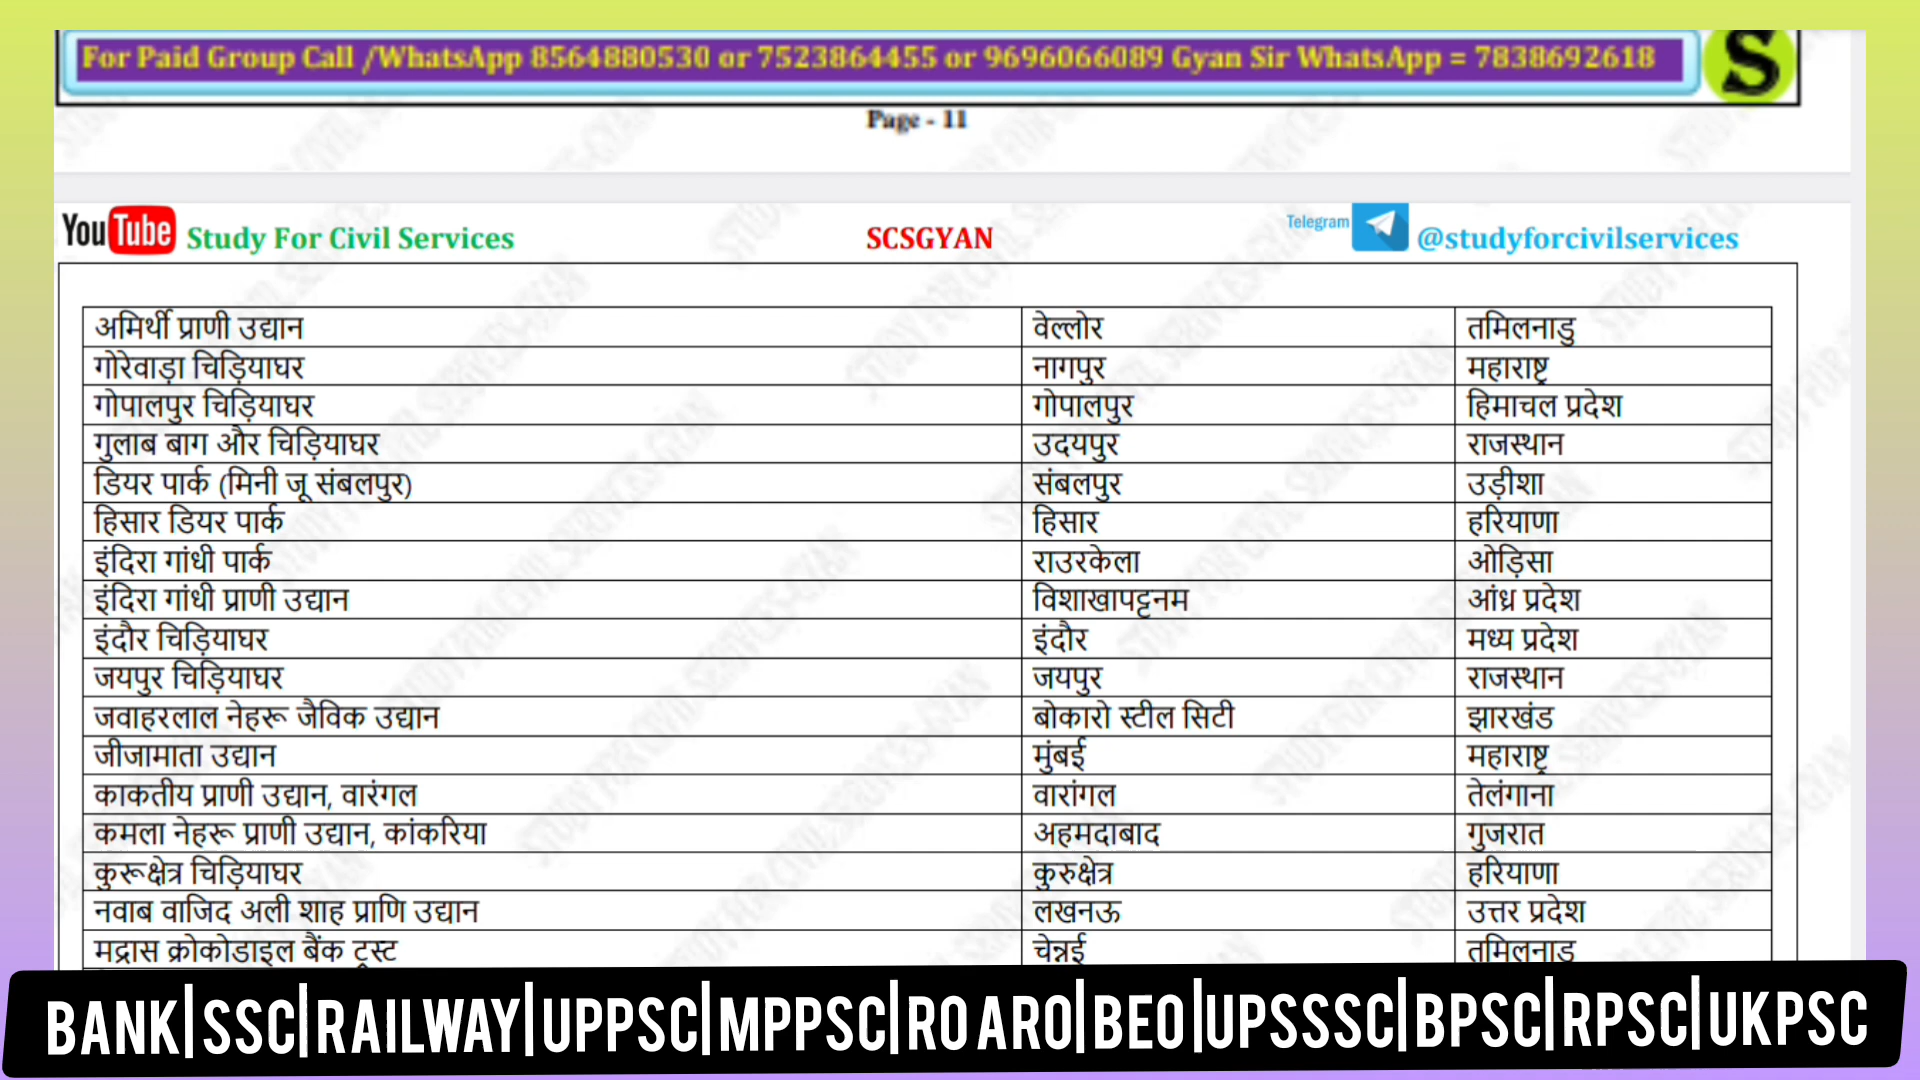 For Paid Group Call /WhatsApp 8564880530 or 7523864455 or 9696066089 Gyan Sir WhatsApp = 7838692618
S
Page - 11
YouTube Study For Civil Services SCSGYAN Telegram @studyforcivilservices
अमिर्थी प्राणी उद्यान वेल्लोर तमिलनाडु
गोरेवाड़ा चिड़ियाघर नागपुर महाराष्ट्र
गोपालपुर चिड़ियाघर गोपालपुर हिमाचल प्रदेश
गुलाब बाग और चिड़ियाघर उदयपुर राजस्थान
डियर पार्क (मिनी जू संबलपुर) संबलपुर उड़ीशा
हिसार डियर पार्क हिसार हरियाणा
इंदिरा गांधी पार्क राउरकेला ओड़िसा
इंदिरा गांधी प्राणी उद्यान विशाखापट्टनम आंध्र प्रदेश
इंदौर चिड़ियाघर इंदौर मध्य प्रदेश
जयपुर चिड़ियाघर जयपुर राजस्थान
जवाहरलाल नेहरू जैविक उद्यान बोकारो स्टील सिटी झारखंड
जीजामाता उद्यान मुंबई महाराष्ट्र
काकतीय प्राणी उद्यान, वारंगल वारांगल तेलंगाना
कमला नेहरू प्राणी उद्यान, कांकरिया अहमदाबाद गुजरात
कुरूक्षेत्र चिड़ियाघर कुरुक्षेत्र हरियाणा
नवाब वाजिद अली शाह प्राणि उद्यान लखनऊ उत्तर प्रदेश
मद्रास क्रोकोडाइल बैंक ट्रस्ट चेन्नई तमिलनाडु
BANK|SSC|RAILWAY|UPPSC|MPPSC|RO ARO|BEO|UPSSSC|BPSC|RPSC|UKPSC